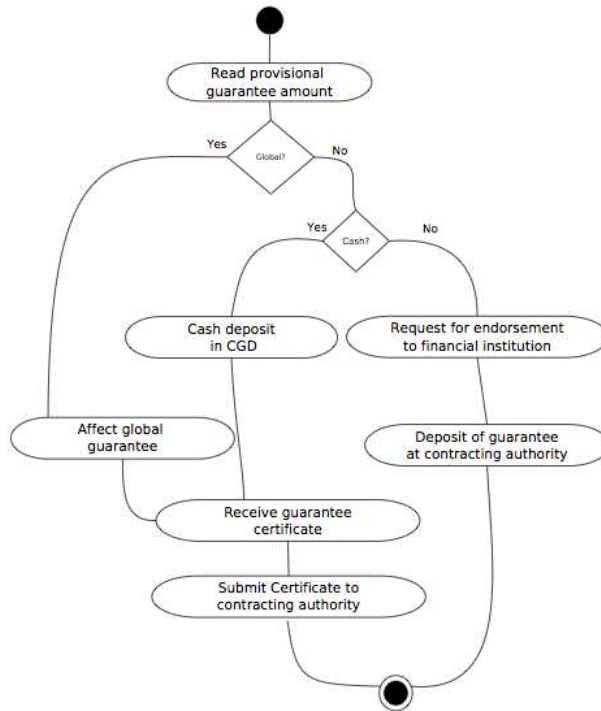 Read provisional
guarantee amount
Yes
Global?
No
Yes
Cash?
No
Cash deposit
in CGD
Request for endorsement
to financial institution
Affect global
guarantee
Deposit of guarantee
at contracting authority
Receive guarantee
certificate
Submit Certificate to
contracting authority